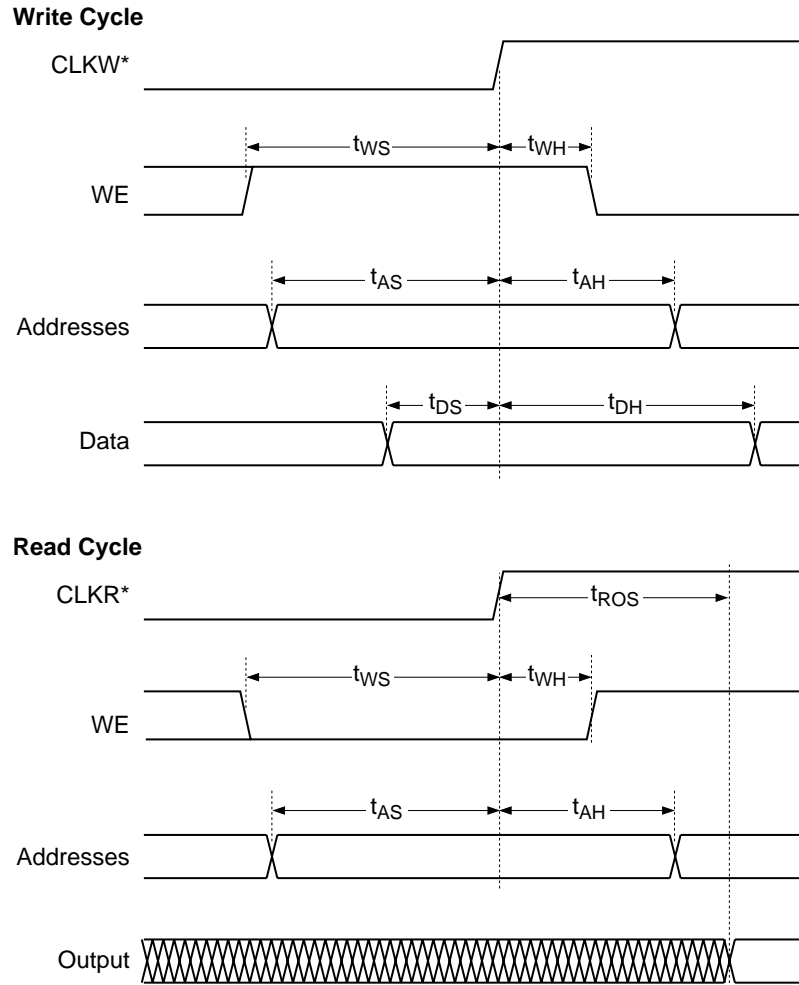 Write Cycle
CLKW*
tWS tWH
WE
tAS tAH
Addresses
tDS tDH
Data
Read Cycle
CLKR*
tROS
tWS tWH
WE
tAS tAH
Addresses
Output